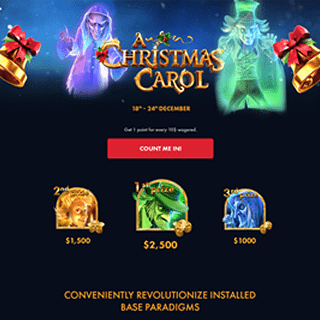 A
CHRISTMAS
CAROL
18th - 24th DECEMBER
Get 1 point for every 10$ wagered.
COUNT ME IN!
2nd prize
1st prize
3rd prize
$1,500
$2,500
$1000
CONVENIENTLY REVOLUTIONIZE INSTALLED
BASE PARADIGMS